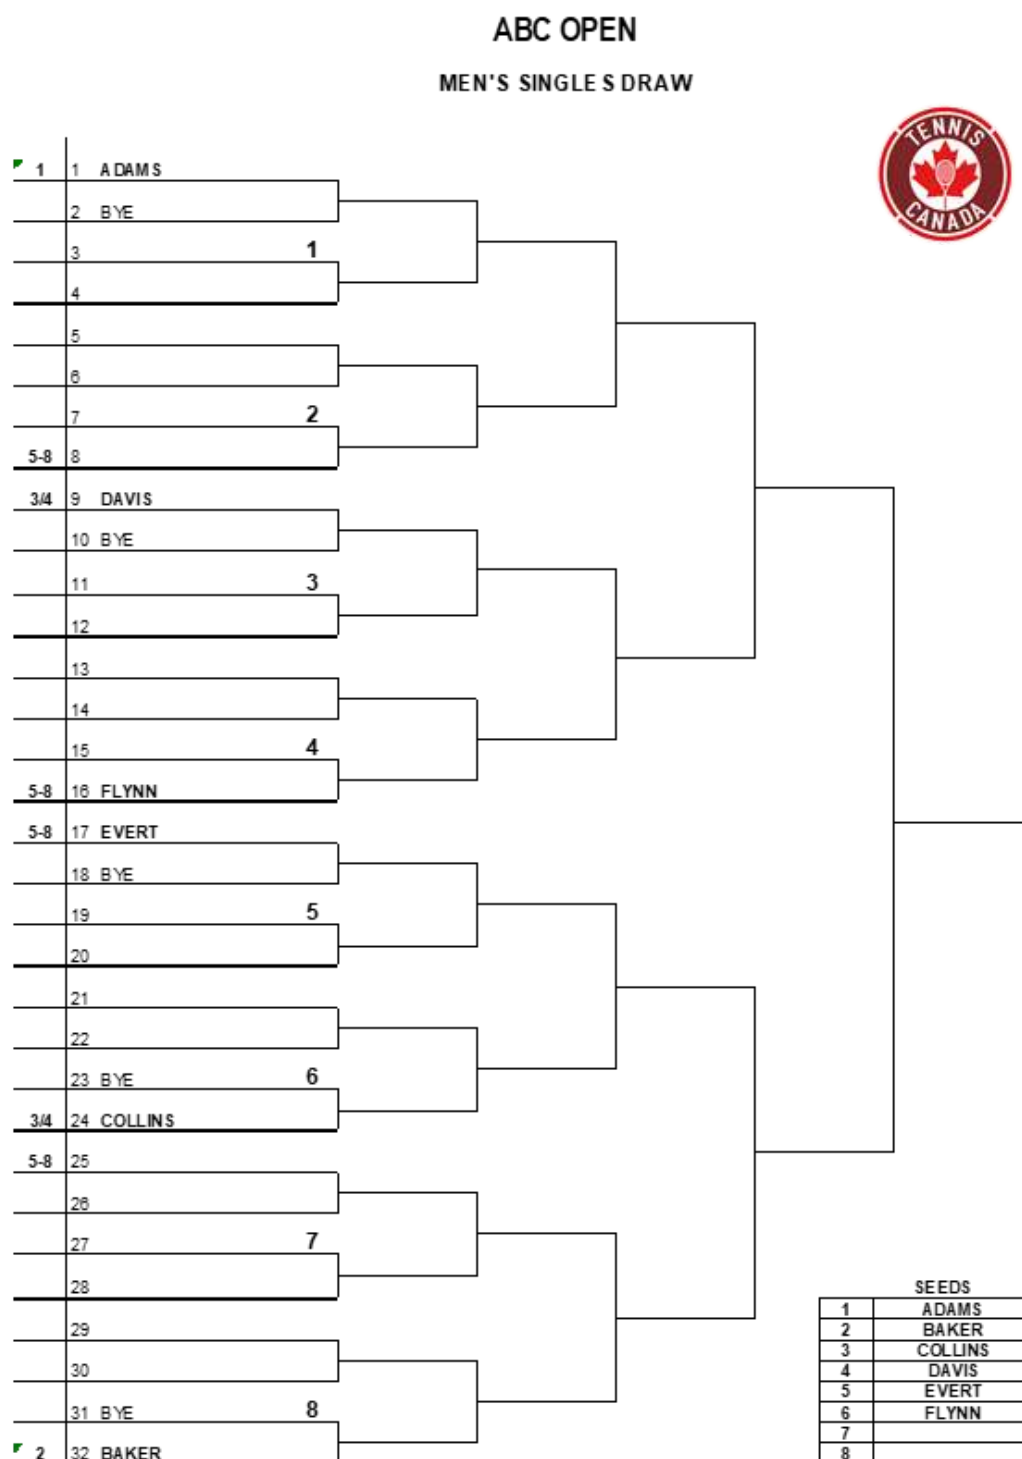 ABC OPEN
MEN'S SINGLES DRAW
TENNIS
CANADA
1 1 ADAMS
2 BYE
3 1
4
5
6
7 2
5-8 8
3/4 9 DAVIS
10 BYE
11 3
12
13
14
15 4
5-8 16 FLYNN
5-8 17 EVERT
18 BYE
19 5
20
21
22
23 BYE 6
3/4 24 COLLINS
5-8 25
26
27 7
28
29
30
31 BYE 8
2 32 BAKER
SEEDS
1 ADAMS
2 BAKER
3 COLLINS
4 DAVIS
5 EVERT
6 FLYNN
7
8